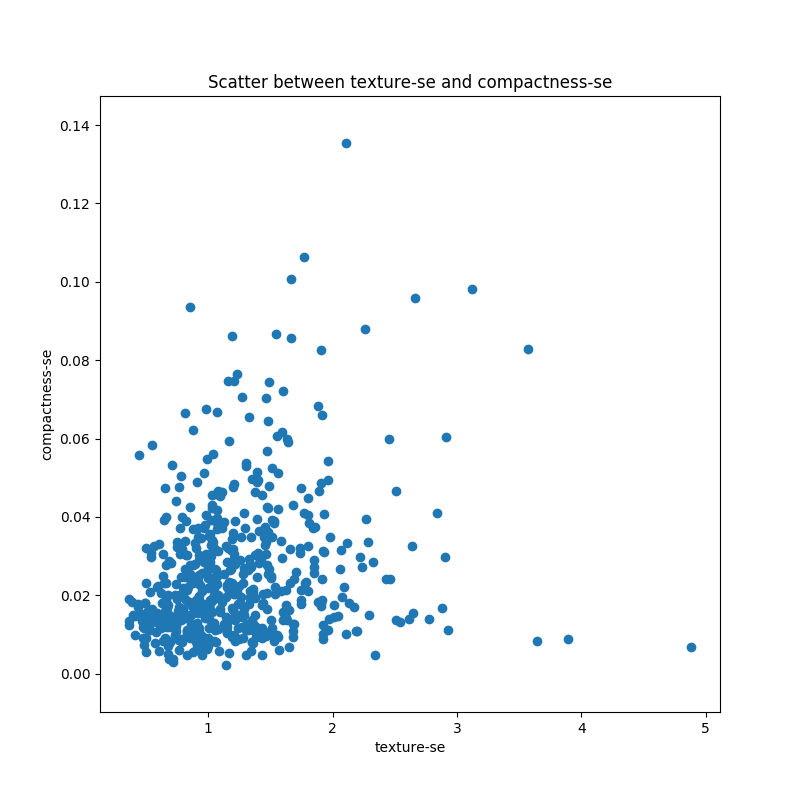 Scatter between texture-se and compactness-se
0.14
0.12
0.10
0.08
0.06
0.04
0.02
0.00
compactness-se
1 2 3 4 5
texture-se